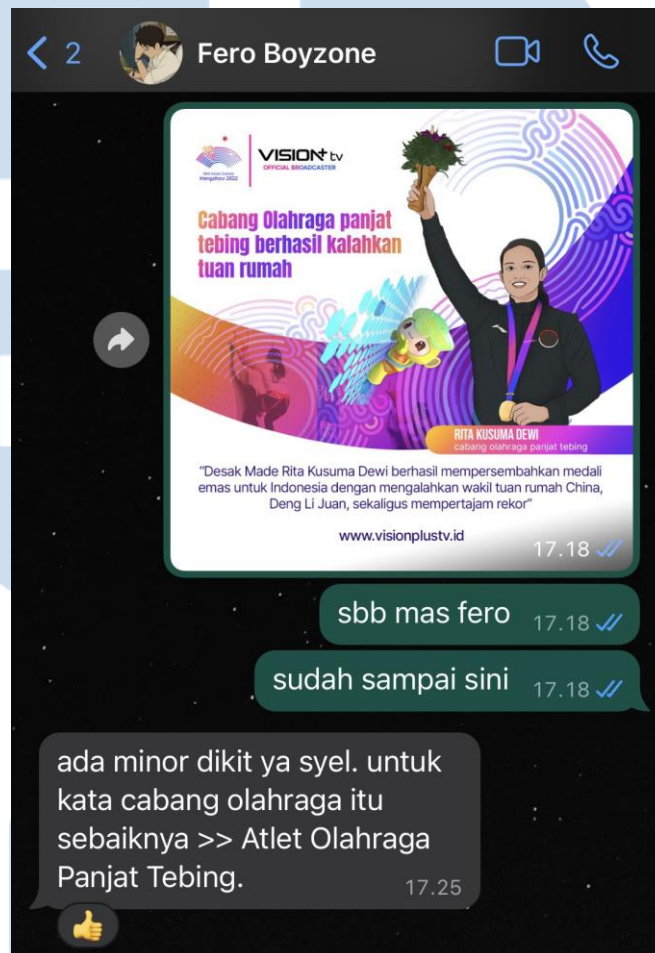 2
Fero Boyzone
19th Asian Games
Hangzhou 2022
VISION+ tv
OFFICIAL BROADCASTER
Cabang Olahraga panjat
tebing berhasil kalahkan
tuan rumah
RITA KUSUMA DEWI
cabang olahraga panjat tebing
"Desak Made Rita Kusuma Dewi berhasil mempersembahkan medali
emas untuk Indonesia dengan mengalahkan wakil tuan rumah China,
Deng Li Juan, sekaligus mempertajam rekor"
www.visionplustv.id
17.18
sbb mas fero 17.18
sudah sampai sini 17.18
ada minor dikit ya syel. untuk
kata cabang olahraga itu
sebaiknya >> Atlet Olahraga
Panjat Tebing. 17.25